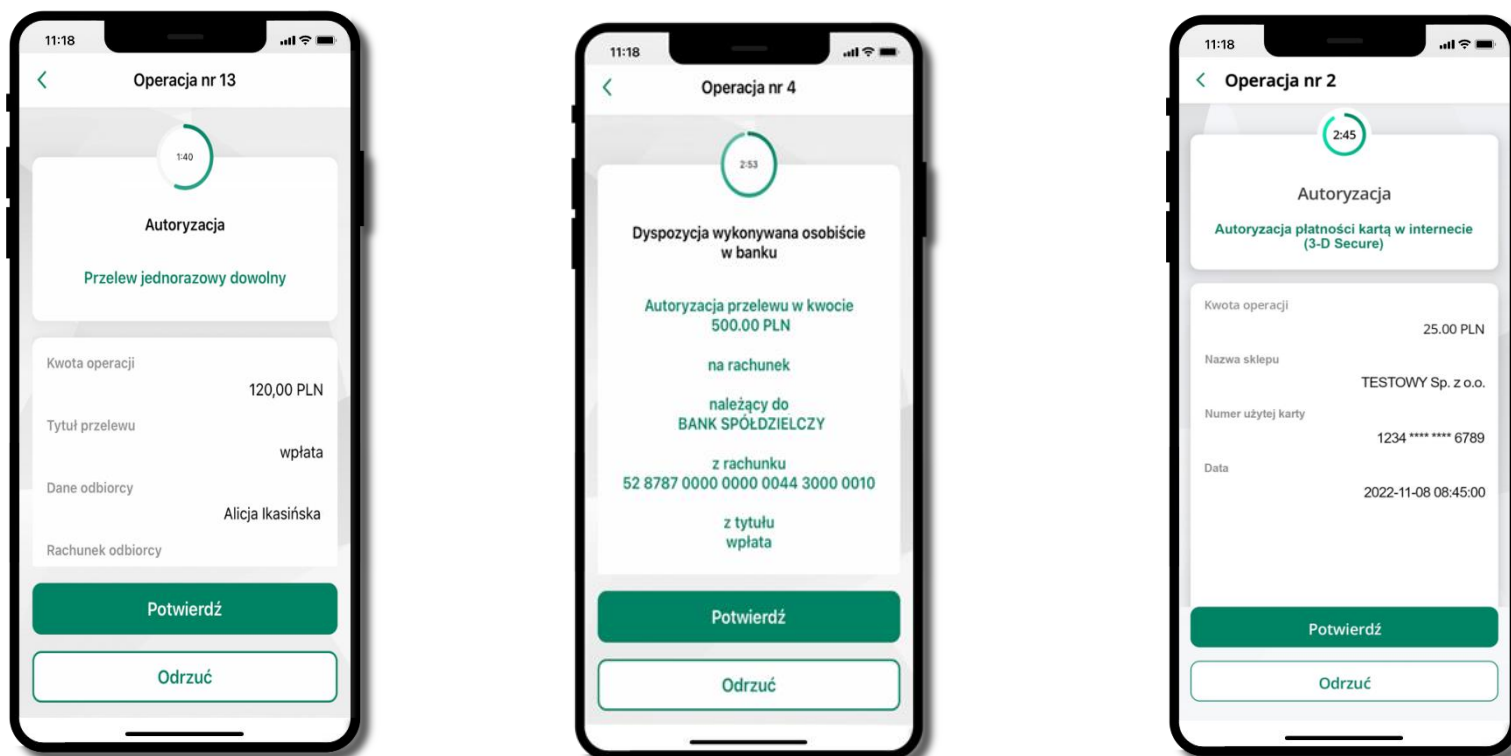 11:18
Operacja nr 13
1:40
Autoryzacja
Przelew jednorazowy dowolny
Kwota operacji
120,00 PLN
Tytuł przelewu
wpłata
Dane odbiorcy
Alicja Ikasińska
Rachunek odbiorcy
Potwierdź
Odrzuć
11:18
Operacja nr 4
2:53
Dyspozycja wykonywana osobiście
w banku
Autoryzacja przelewu w kwocie
500.00 PLN
na rachunek
należący do
BANK SPÓŁDZIELCZY
z rachunku
52 8787 0000 0000 0044 3000 0010
z tytułu
wpłata
Potwierdź
Odrzuć
11:18
Operacja nr 2
2:45
Autoryzacja
Autoryzacja płatności kartą w internecie
(3-D Secure)
Kwota operacji
25.00 PLN
Nazwa sklepu
TESTOWY Sp. z o.o.
Numer użytej karty
1234 **** **** 6789
Data
2022-11-08 08:45:00
Potwierdź
Odrzuć